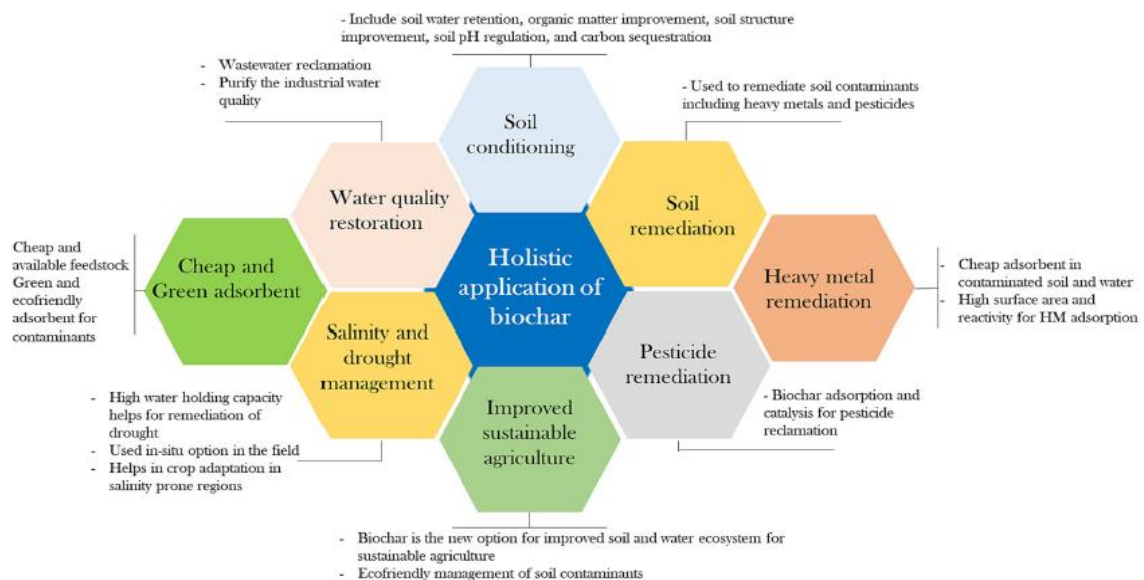 - Include soil water retention, organic matter improvement, soil structure
improvement, soil pH regulation, and carbon sequestration
- Wastewater reclamation
- Purify the industrial water
quality
- Used to remediate soil contaminants
including heavy metals and pesticides
Soil
conditioning
Water quality
restoration
Soil
remediation
Cheap and
available feedstock
Green and
ecofriendly
adsorbent for
contaminants
Cheap and
Green adsorbent
Holistic
application of
biochar
Heavy metal
remediation
- Cheap adsorbent in
contaminated soil and water
- High surface area and
reactivity for HM adsorption
Salinity and
drought
management
Pesticide
remediation
- High water holding capacity
helps for remediation of
drought
- Used in-situ option in the field
- Helps in crop adaptation in
salinity prone regions
Improved
sustainable
agriculture
- Biochar adsorption and
catalysis for pesticide
reclamation
- Biochar is the new option for improved soil and water ecosystem for
sustainable agriculture
- Ecofriendly management of soil contaminants